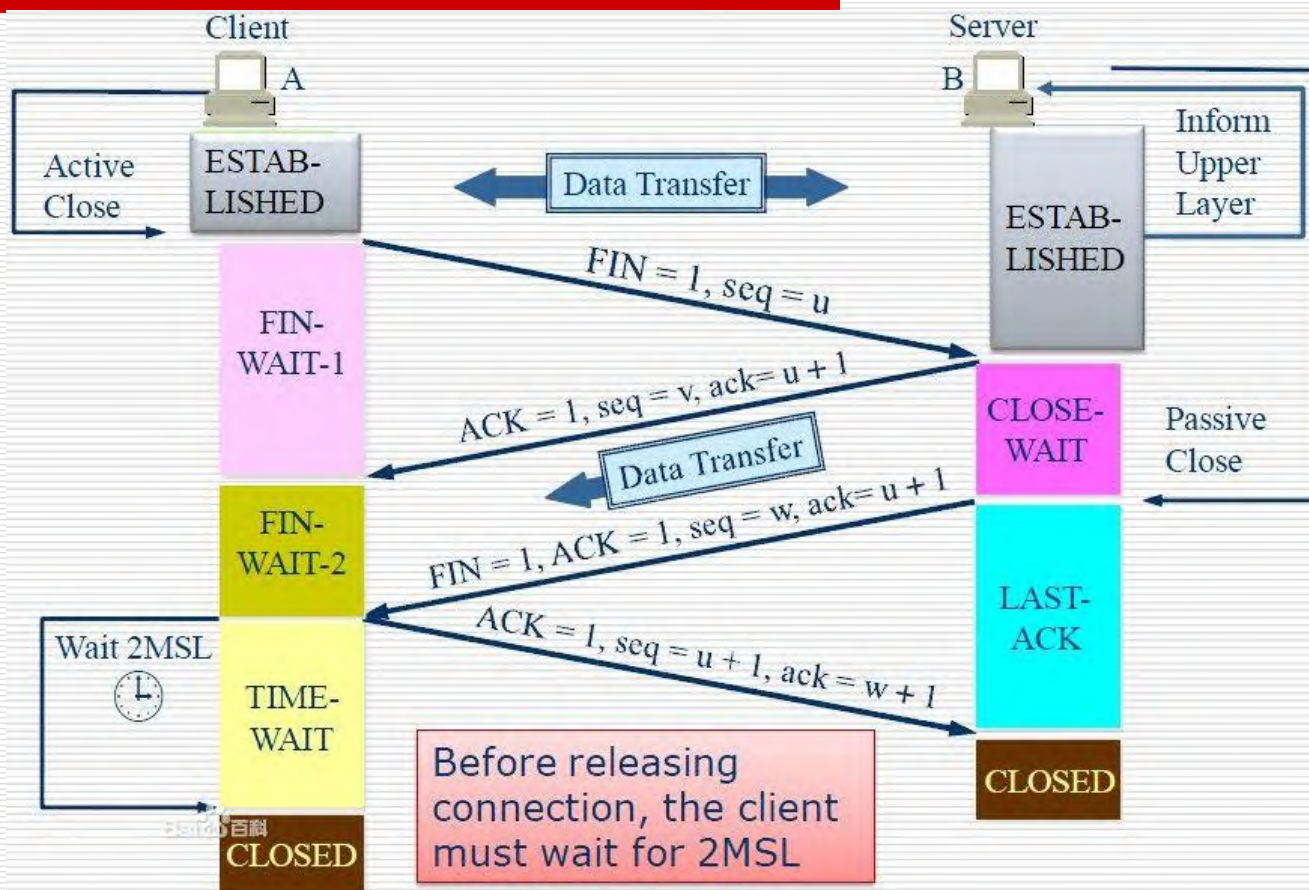 Client
Server
A
B
Active
Close
ESTAB-
LISHED
Data Transfer
ESTAB-
LISHED
Inform
Upper
Layer
FIN = 1, seq = u
FIN-
WAIT-1
ACK = 1, seq = v, ack= u + 1
CLOSE-
WAIT
Passive
Close
Data Transfer
FIN-
WAIT-2
FIN = 1, ACK = 1, seq = w, ack= u + 1
LAST-
ACK
ACK = 1, seq = u + 1, ack = w + 1
Wait 2MSL
TIME-
WAIT
Before releasing
connection, the client
must wait for 2MSL
CLOSED
百科
CLOSED